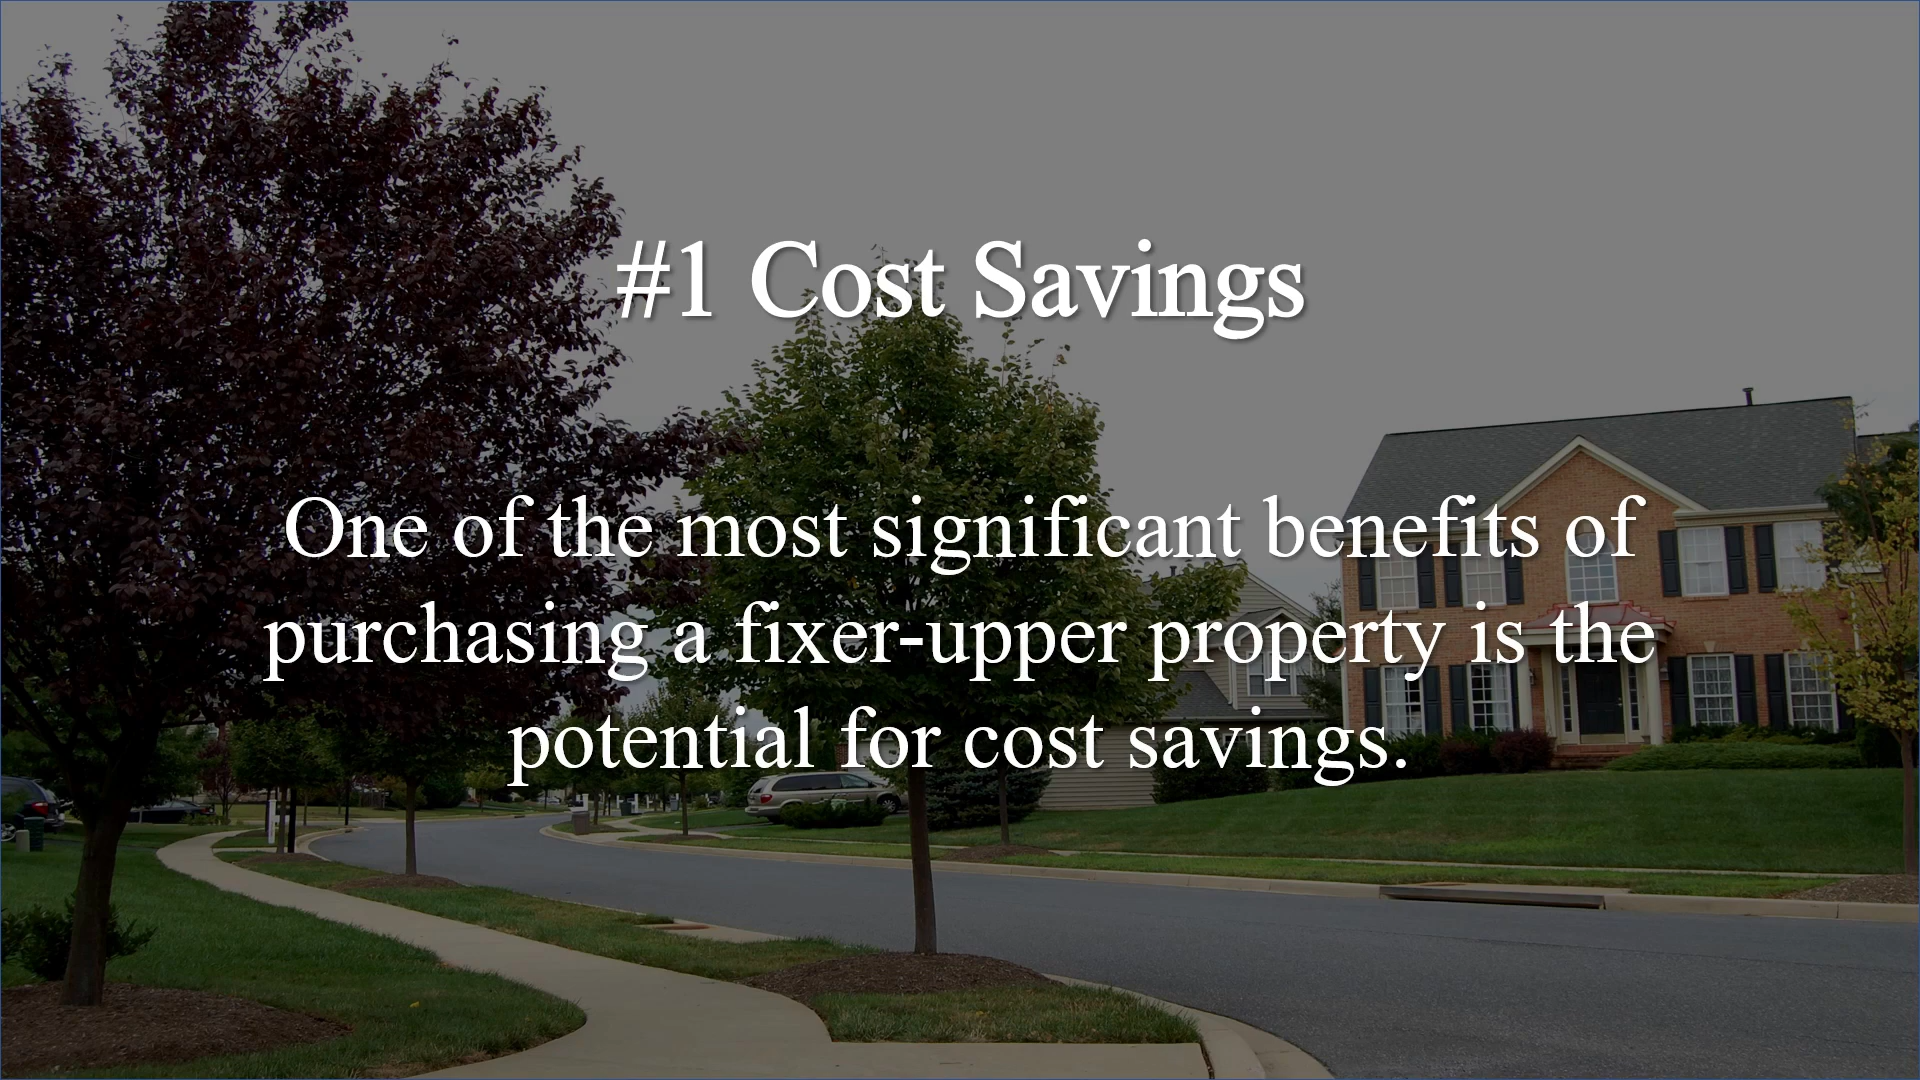 #1 Cost Savings
One of the most significant benefits of
purchasing a fixer-upper property is the
potential for cost savings.